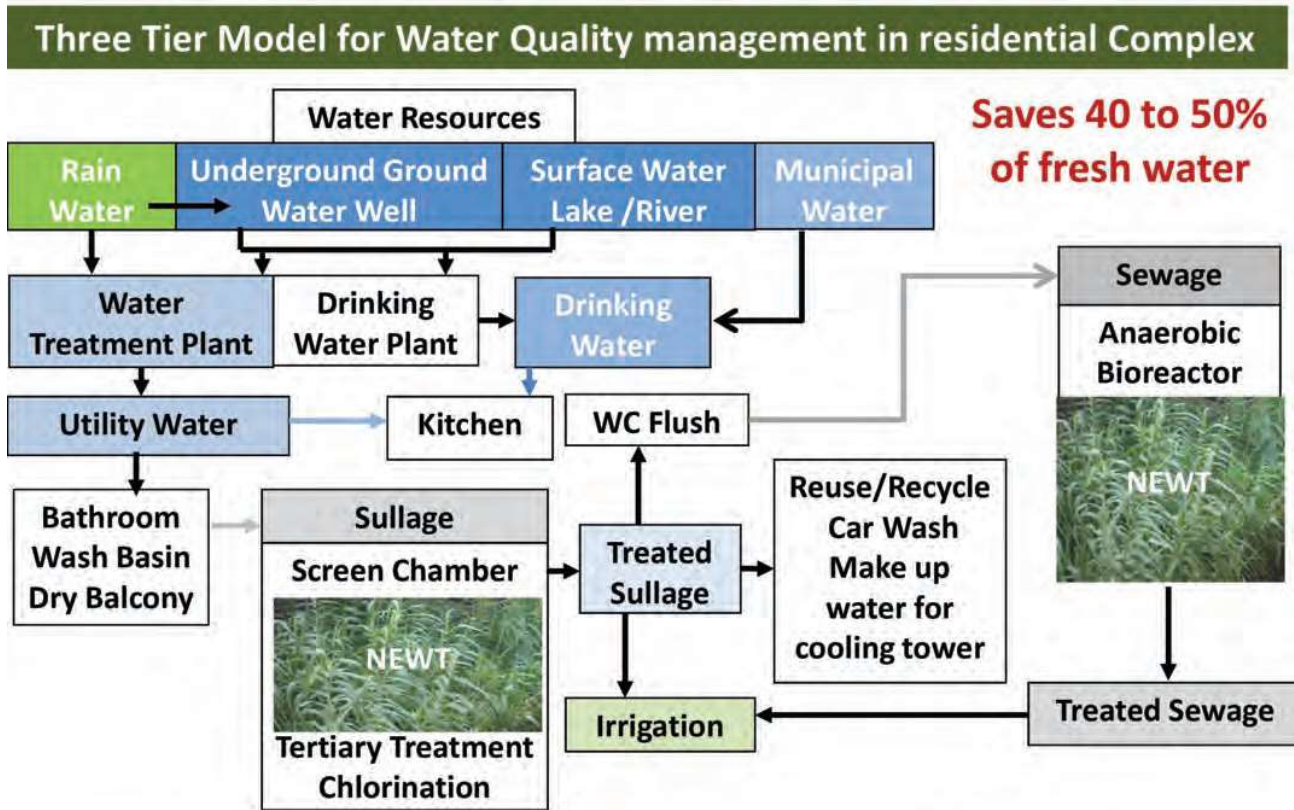 Three Tier Model for Water Quality management in residential Complex
Water Resources
Saves 40 to 50%
of fresh water
Rain
Water
Underground Ground
Water Well
Surface Water
Lake /River
Municipal
Water
Water
Treatment Plant
Drinking
Water Plant
Drinking
Water
Sewage
Anaerobic
Bioreactor
NEWT
Utility Water
Kitchen
WC Flush
Bathroom
Wash Basin
Dry Balcony
Sullage
Screen Chamber
NEWT
Tertiary Treatment
Chlorination
Treated
Sullage
Reuse/Recycle
Car Wash
Make up
water for
cooling tower
Irrigation
Treated Sewage